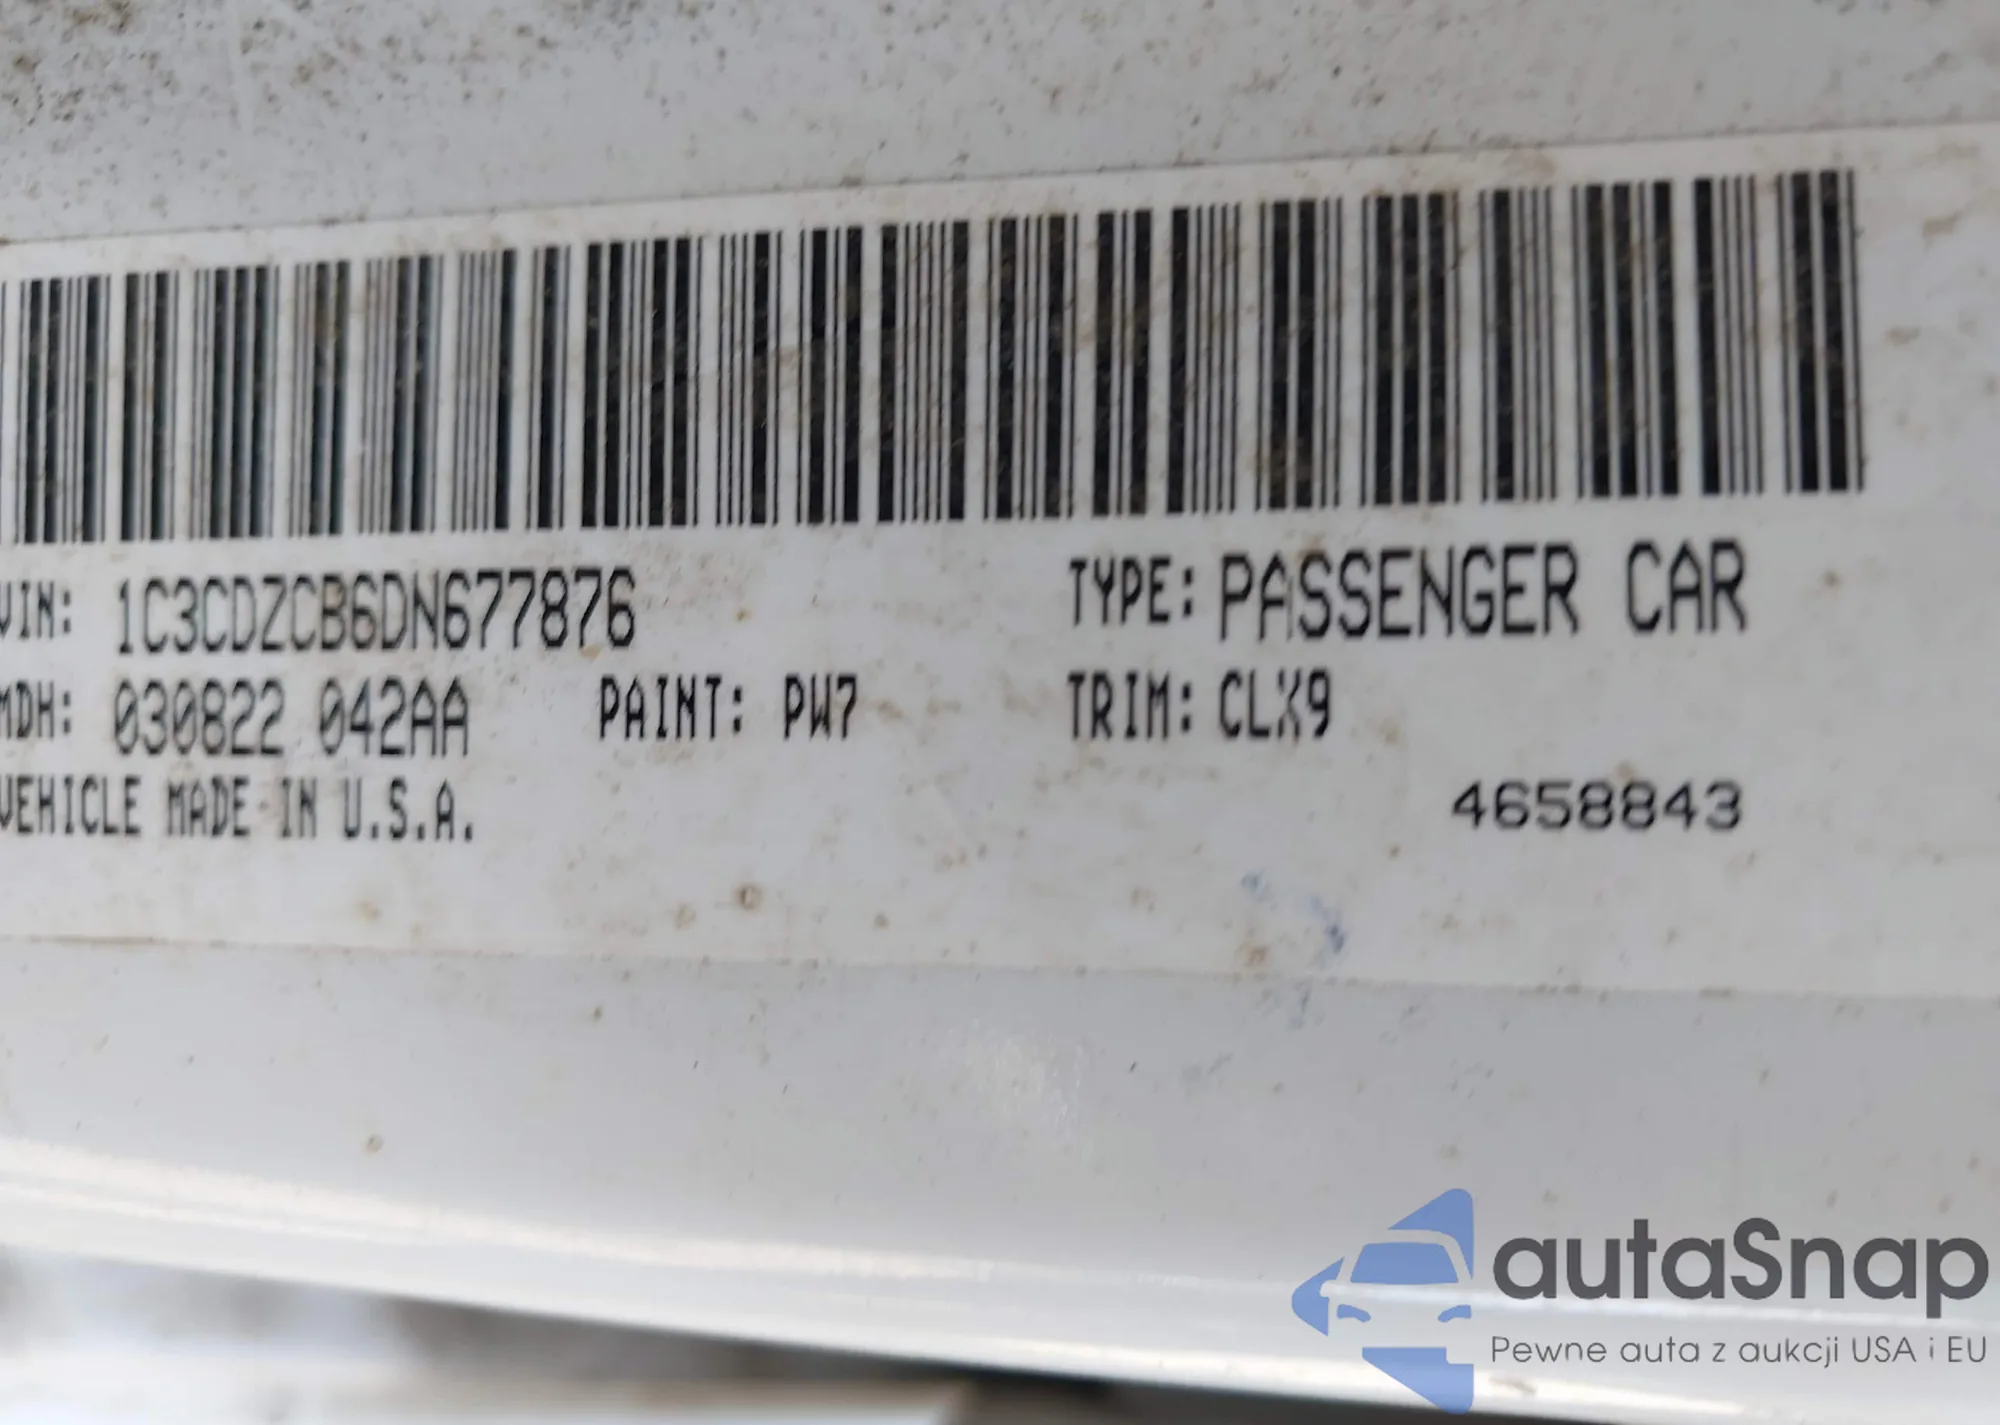 VIN: 1C3CDZCB6DN677876 TYPE: PASSENGER CAR
MDH: 030822 042AA PAINT: PW7 TRIM: CLX9
VEHICLE MADE IN U.S.A.
4658843
autaSnap
Pewne auta z aukcji USA i EU